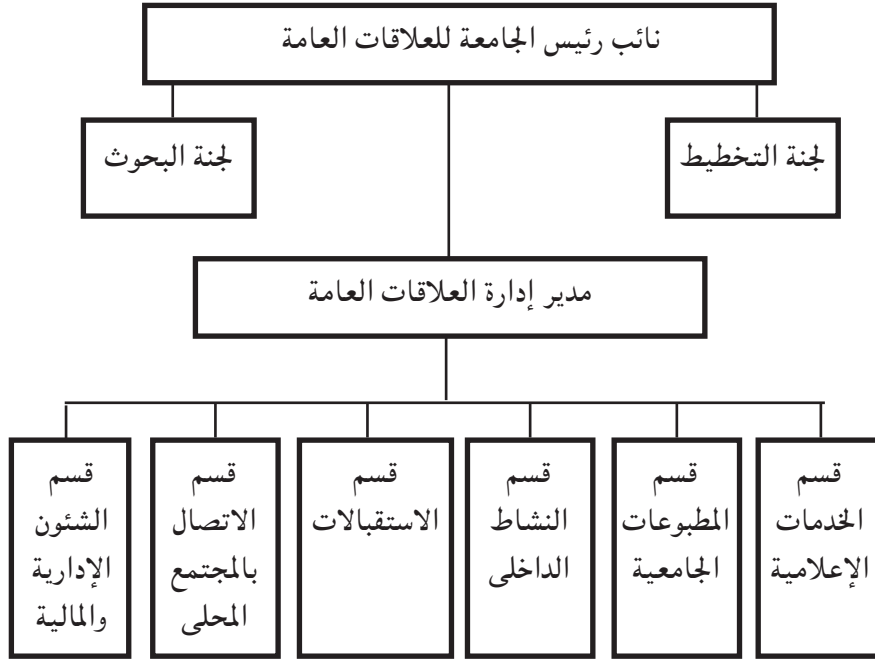 نائب رئيس الجامعة للعلاقات العامة
لجنة التخطيط
لجنة البحوث
مدير إدارة العلاقات العامة
قسم
الخدمات
الإعلامية
قسم
المطبوعات
الجامعية
قسم
النشاط
الداخلى
قسم
الاستقبالات
قسم
الاتصال
بالمجتمع
المحلى
قسم
الشئون
الإدارية
والمالية